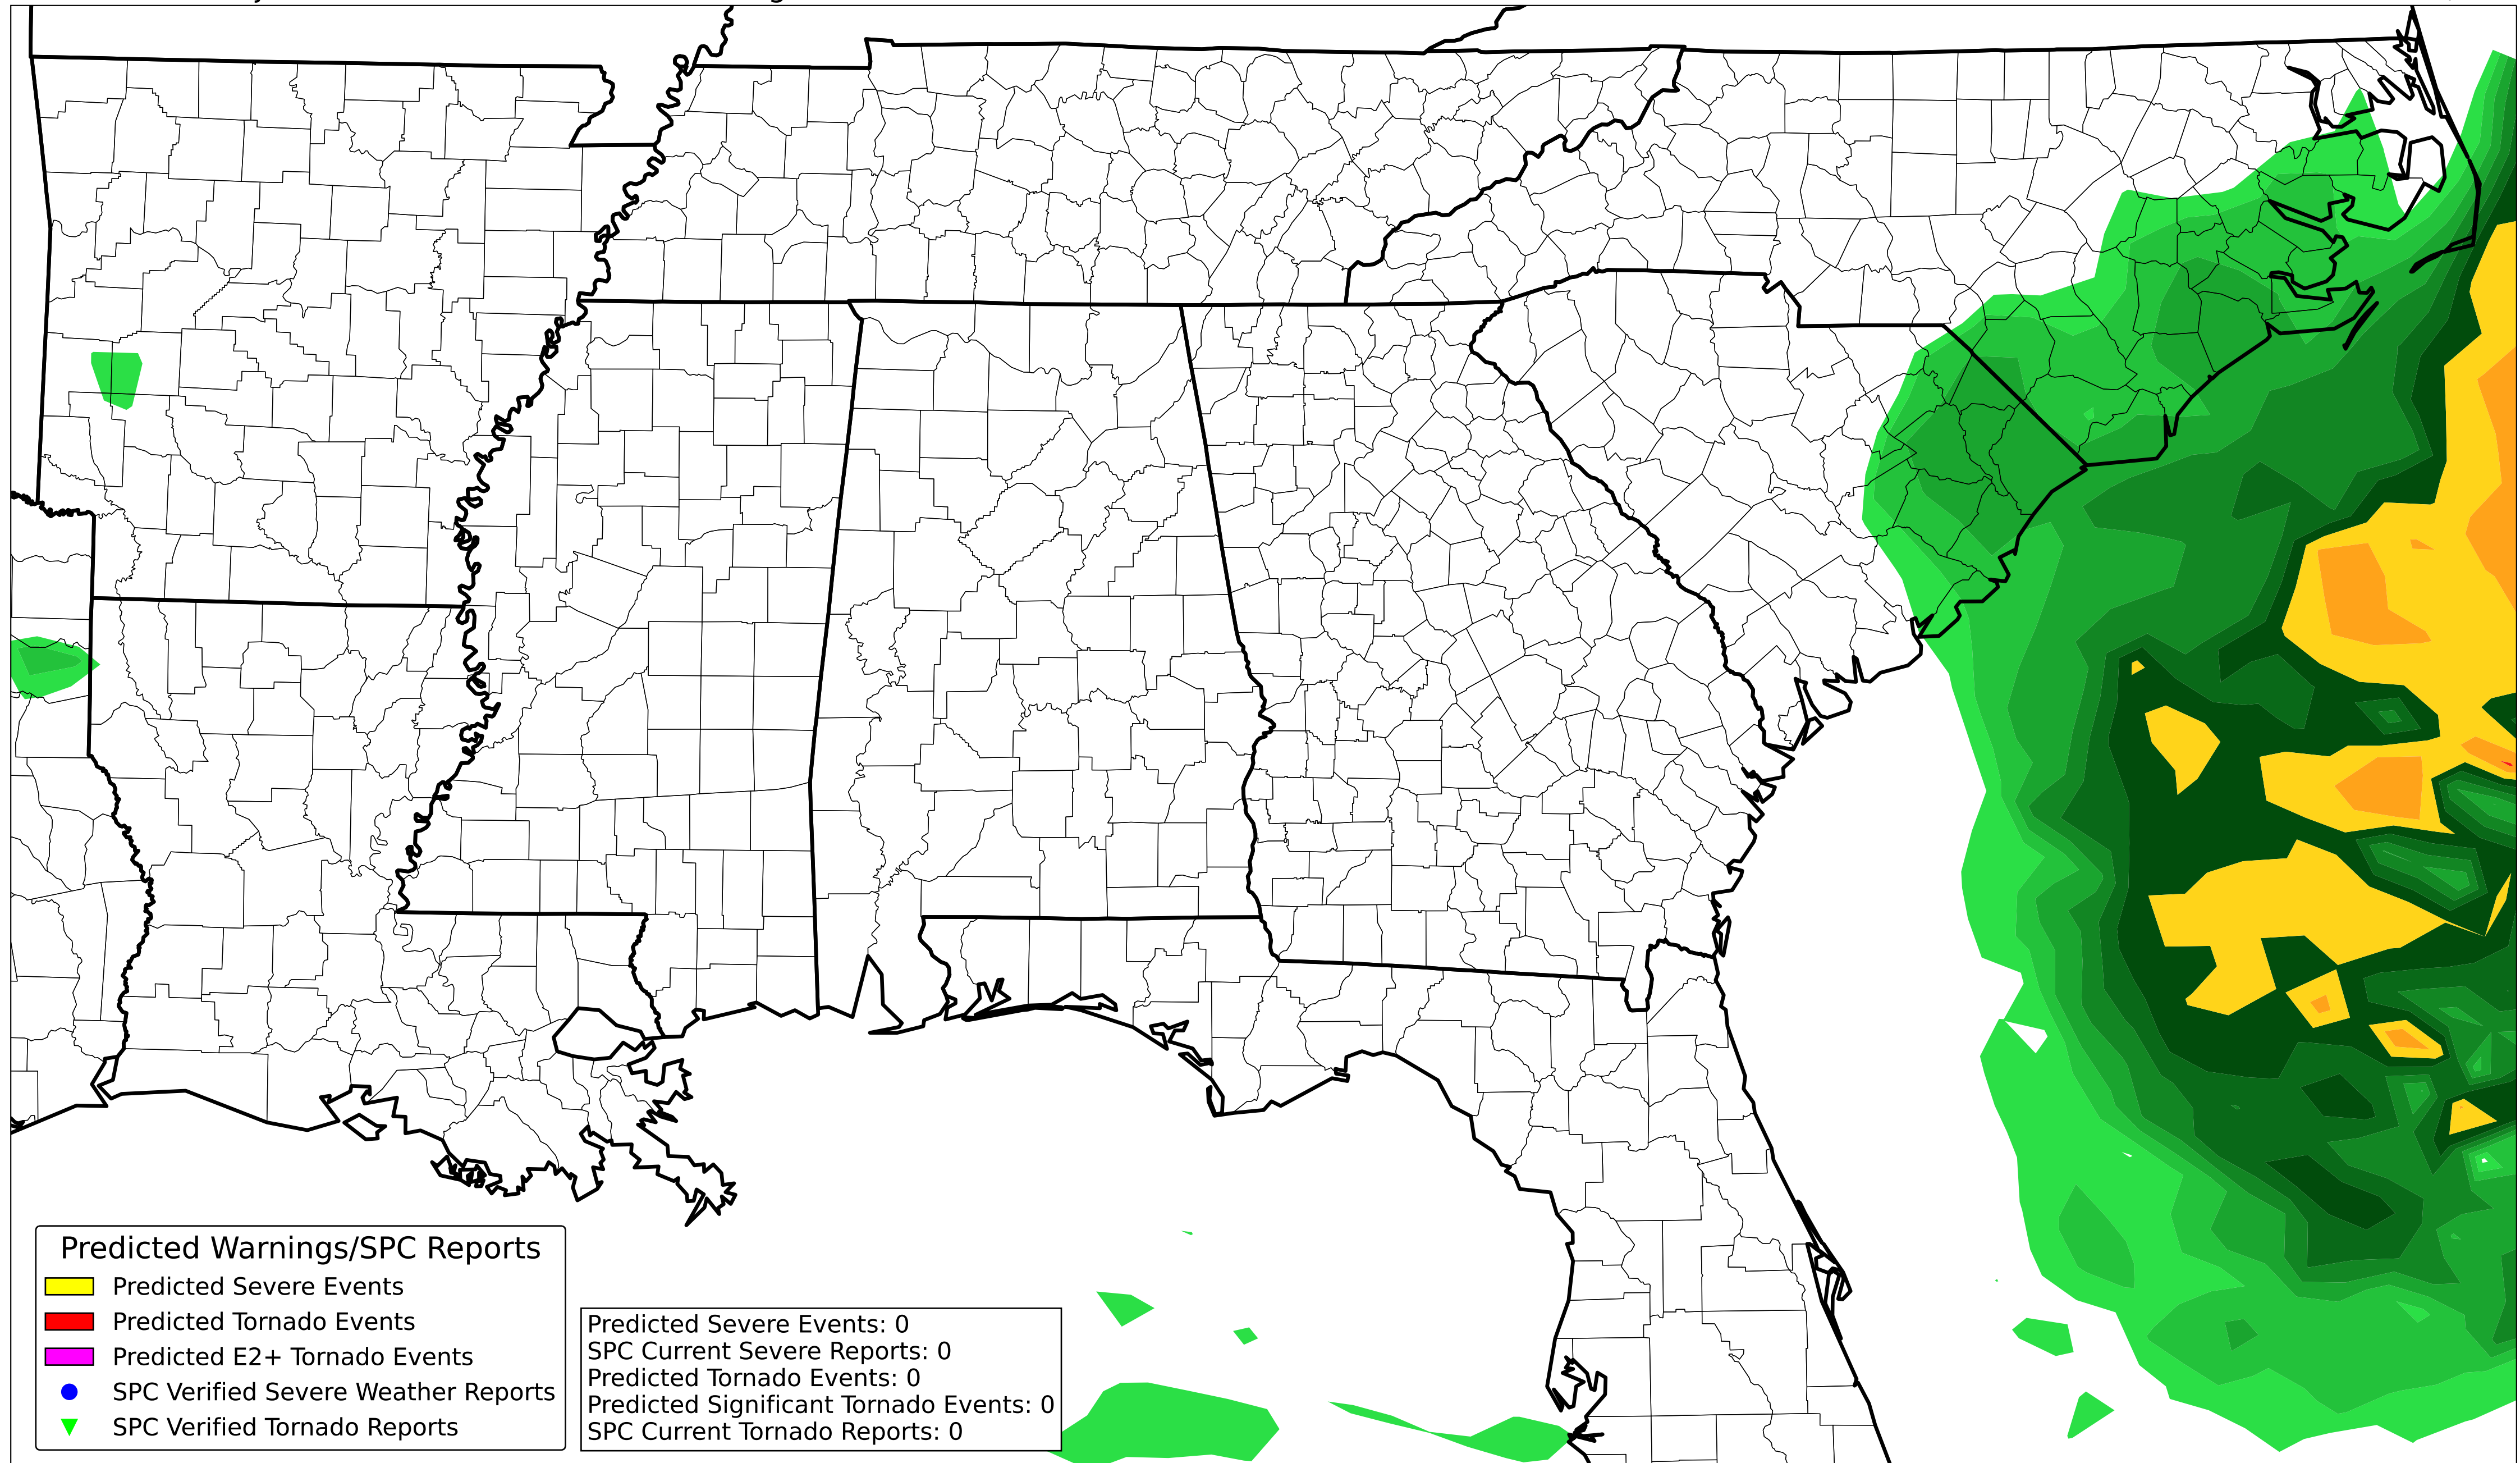 Predicted Warnings/SPC Reports
Predicted Severe Events
Predicted Tornado Events
Predicted E2+ Tornado Events
SPC Verified Severe Weather Reports
SPC Verified Tornado Reports
Predicted Severe Events: 0
SPC Current Severe Reports: 0
Predicted Tornado Events: 0
Predicted Significant Tornado Events: 0
SPC Current Tornado Reports: 0